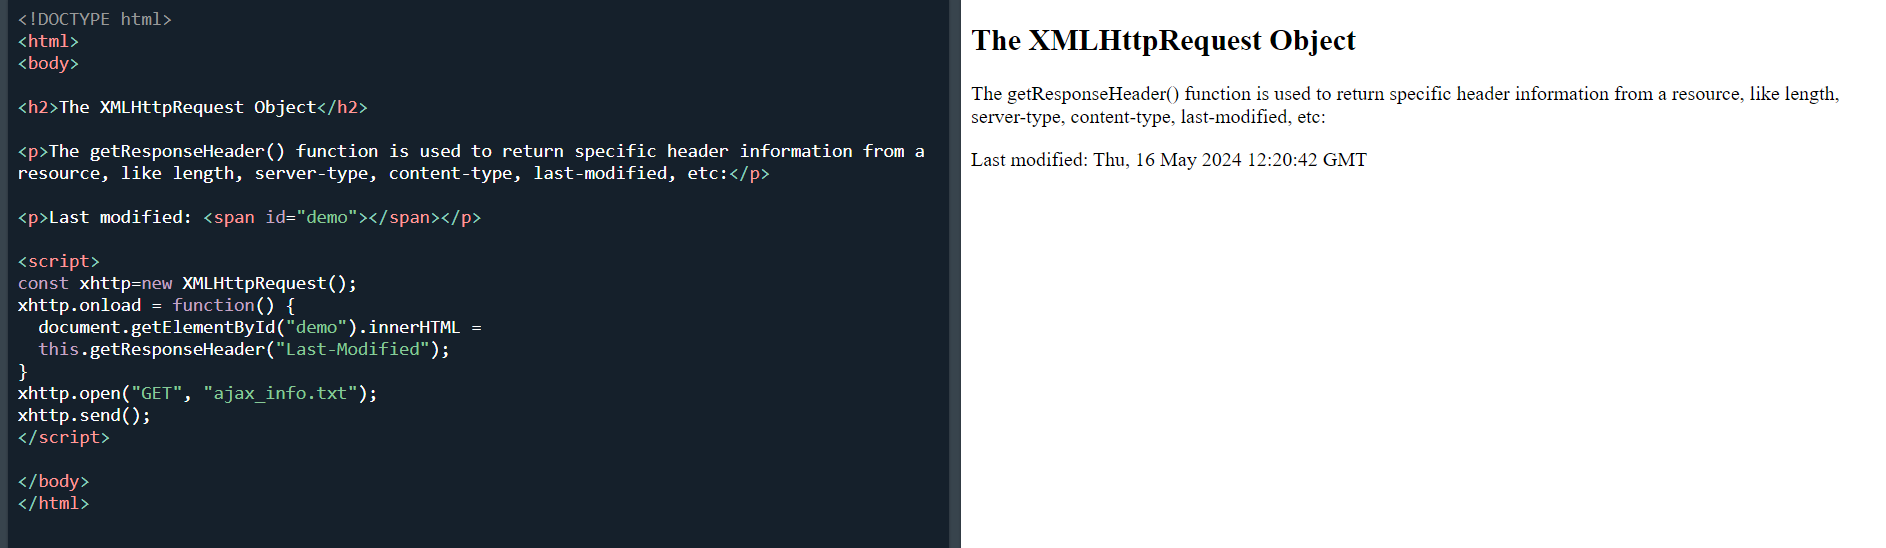 <!DOCTYPE html>
<html>
<body>
<h2>The XMLHttpRequest Object</h2>
<p>The getResponseHeader() function is used to return specific header information from a
resource, like length, server-type, content-type, last-modified, etc:</p>
<p>Last modified: <span id="demo"></span></p>
<script>
const xhttp=new XMLHttpRequest();
xhttp.onload = function() {
  document.getElementById("demo").innerHTML =
  this.getResponseHeader("Last-Modified");
}
xhttp.open("GET", "ajax_info.txt");
xhttp.send();
</script>
</body>
</html>
The XMLHttpRequest Object
The getResponseHeader() function is used to return specific header information from a resource, like length,
server-type, content-type, last-modified, etc:
Last modified: Thu, 16 May 2024 12:20:42 GMT